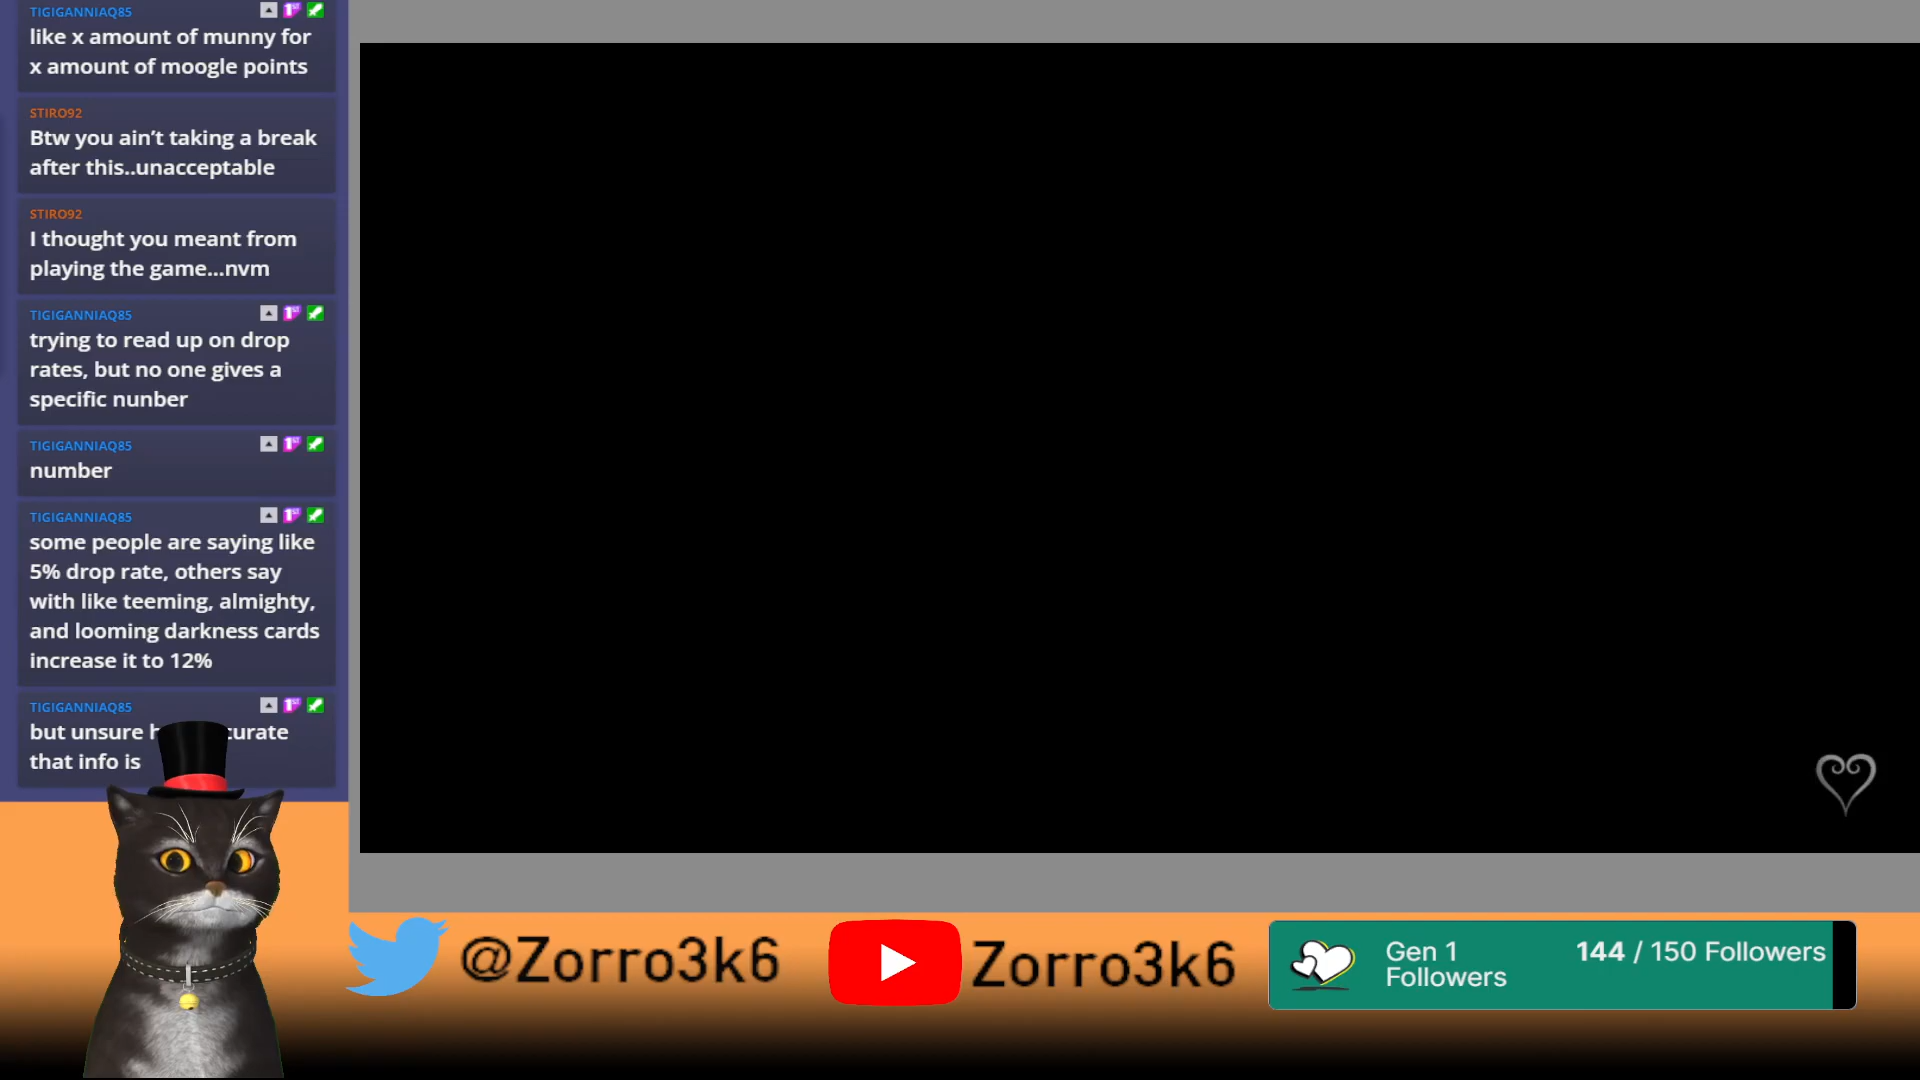 TIGIGANNIAQ85
like x amount of munny for
x amount of moogle points
STIRO92
Btw you ain't taking a break
after this..unacceptable
STIRO92
I thought you meant from
playing the game...nvm
TIGIGANNIAQ85
trying to read up on drop
rates, but no one gives a
specific nunber
TIGIGANNIAQ85
number
TIGIGANNIAQ85
some people are saying like
5% drop rate, others say
with like teeming, almighty,
and looming darkness cards
increase it to 12%
TIGIGANNIAQ85
but unsure
that info is
@Zorro3k6
Zorro3k6
Gen 1
Followers
144 / 150 Followers